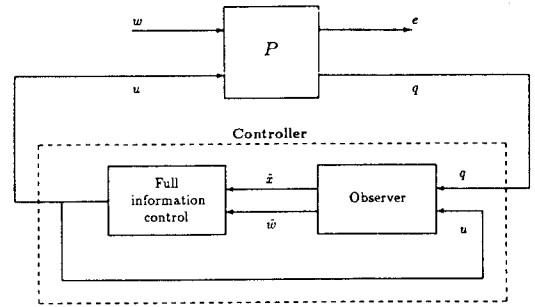 w
e
P
u
q
Controller
Full
information
control
x̂
ŵ
Observer
q
u